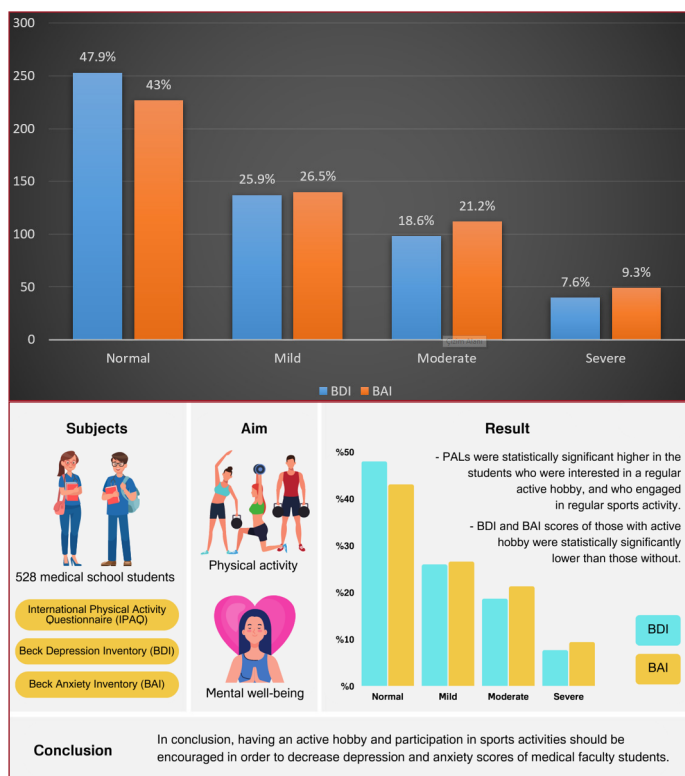 300
250
200
150
100
50
0
47.9%
43%
25.9%
26.5%
18.6%
21.2%
7.6%
9.3%
Normal
Mild
Moderate
Severe
BDI
BAI
Subjects
528 medical school students
International Physical Activity
Questionnaire (IPAQ)
Beck Depression Inventory (BDI)
Beck Anxiety Inventory (BAI)
Aim
Physical activity
Mental well-being
Result
%50
%40
%30
%20
%10
%0
- PALs were statistically significant higher in the
students who were interested in a regular
active hobby, and who engaged
in regular sports activity.
- BDI and BAI scores of those with active
hobby were statistically significantly
lower than those without.
BDI
BAI
Normal
Mild
Moderate
Severe
Conclusion
In conclusion, having an active hobby and participation in sports activities should be
encouraged in order to decrease depression and anxiety scores of medical faculty students.